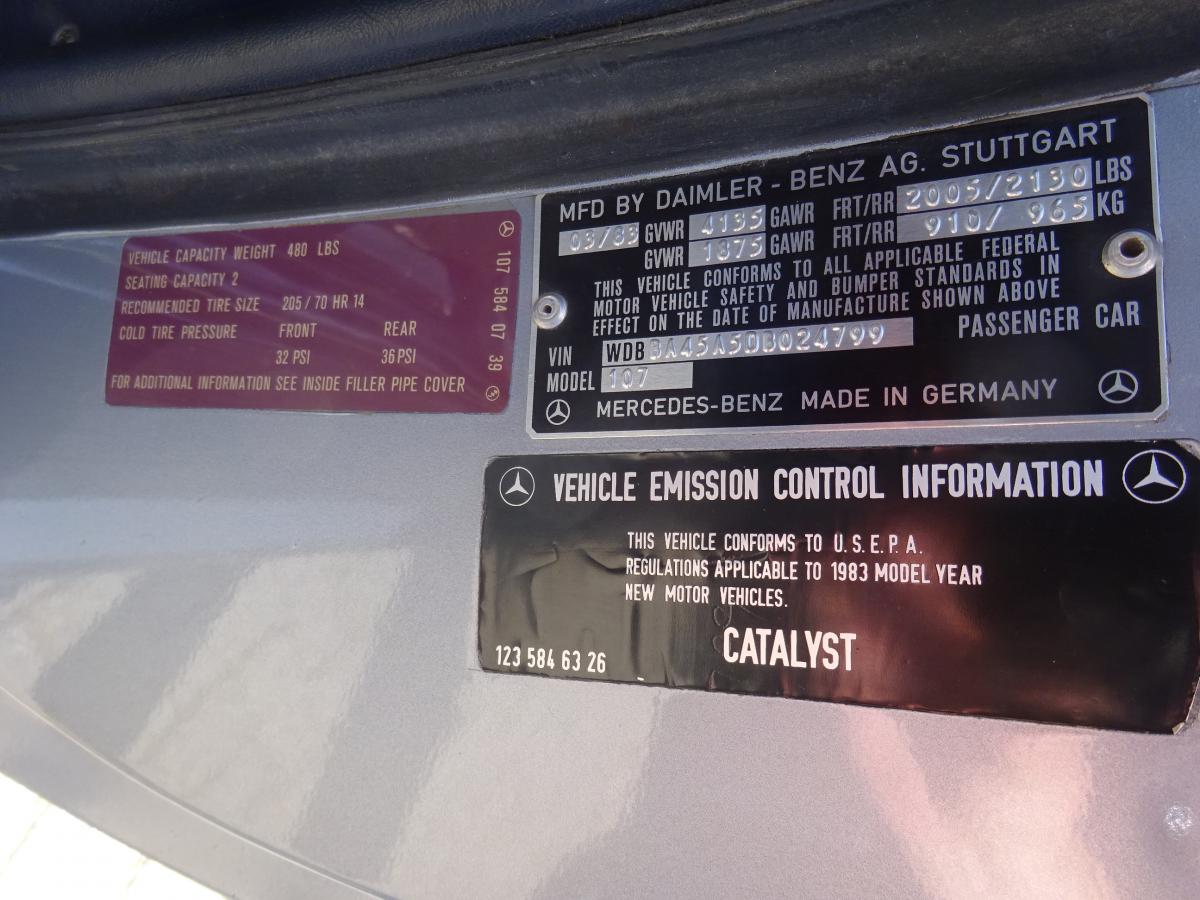 VEHICLE CAPACITY WEIGHT 480 LBS
SEATING CAPACITY 2
RECOMMENDED TIRE SIZE 205/70 HR 14
COLD TIRE PRESSURE FRONT REAR
32 PSI 36 PSI
FOR ADDITIONAL INFORMATION SEE INSIDE FILLER PIPE COVER
107 584 07 39
MFD BY DAIMLER - BENZ AG. STUTTGART
03/83 GVWR 4135 GAWR FRT/RR 2005/2130 LBS
GVWR 1875 GAWR FRT/RR 910/ 965 KG
THIS VEHICLE CONFORMS TO ALL APPLICABLE FEDERAL
MOTOR VEHICLE SAFETY AND BUMPER STANDARDS IN
EFFECT ON THE DATE OF MANUFACTURE SHOWN ABOVE
VIN WDB BA45A5DB024799 PASSENGER CAR
MODEL 107
MERCEDES-BENZ MADE IN GERMANY
VEHICLE EMISSION CONTROL INFORMATION
THIS VEHICLE CONFORMS TO U.S.E.P.A.
REGULATIONS APPLICABLE TO 1983 MODEL YEAR
NEW MOTOR VEHICLES.
CATALYST
123 584 63 26